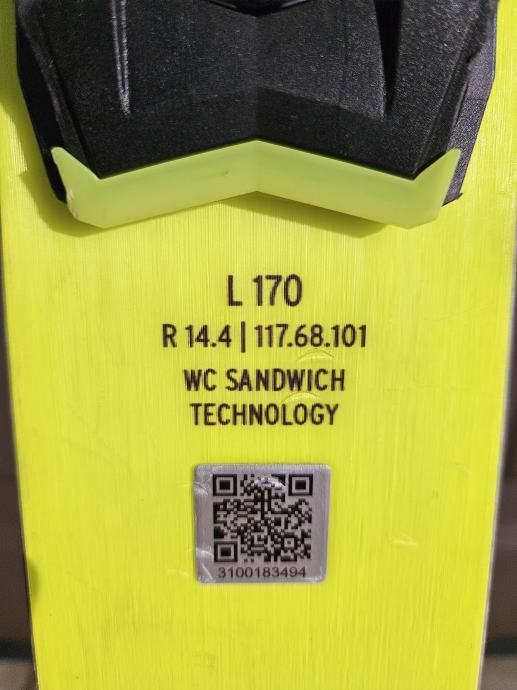 L 170
R 14.4 | 117.68.101
WC SANDWICH
TECHNOLOGY
3100183494